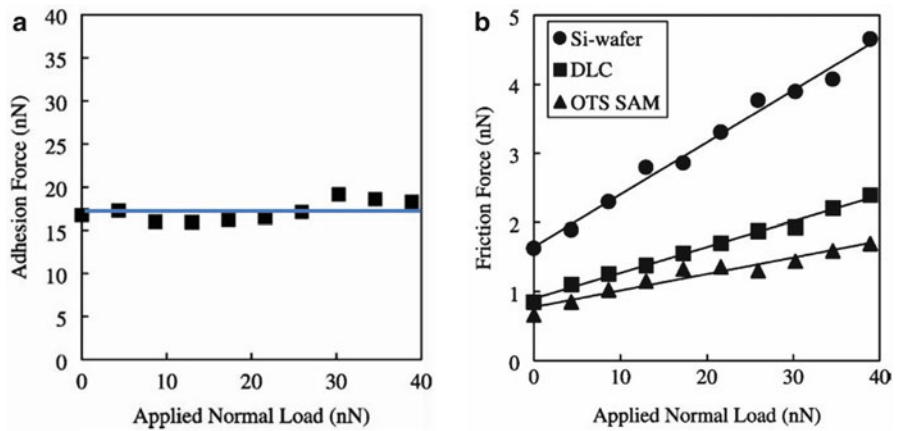 a
40
35
30
25
20
15
10
5
0
0
10
20
30
40
Adhesion Force (nN)
Applied Normal Load (nN)
b
5
4
3
2
1
0
0
10
20
30
40
Friction Force (nN)
Applied Normal Load (nN)
Si-wafer
DLC
OTS SAM